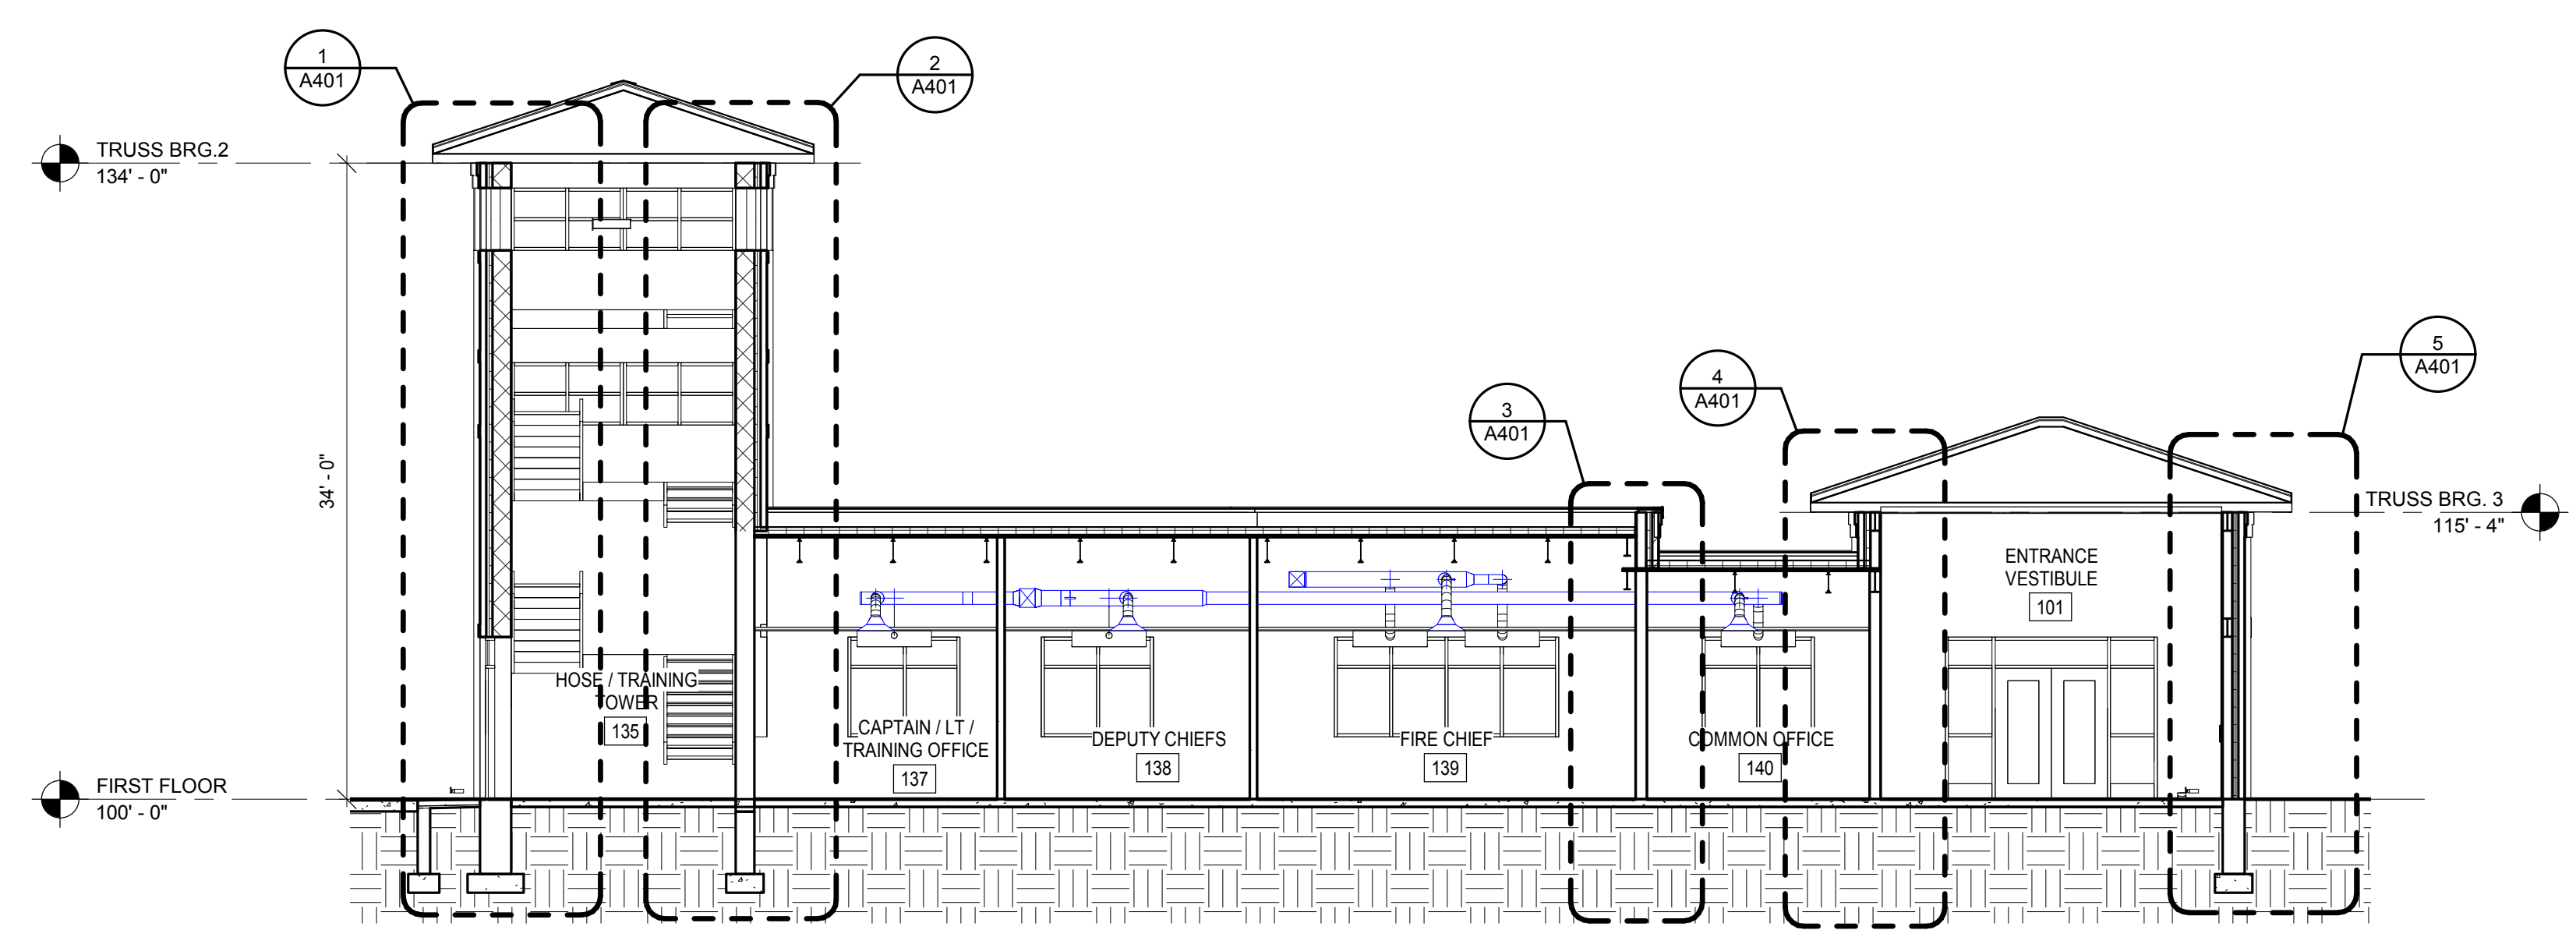 1
A401
2
A401
TRUSS BRG.2
134' - 0"
34' - 0"
3
A401
4
A401
5
A401
TRUSS BRG. 3
115' - 4"
ENTRANCE
VESTIBULE
101
HOSE / TRAINING
TOWER
135
CAPTAIN / LT /
TRAINING OFFICE
137
DEPUTY CHIEFS
138
FIRE CHIEF
139
COMMON OFFICE
140
FIRST FLOOR
100' - 0"